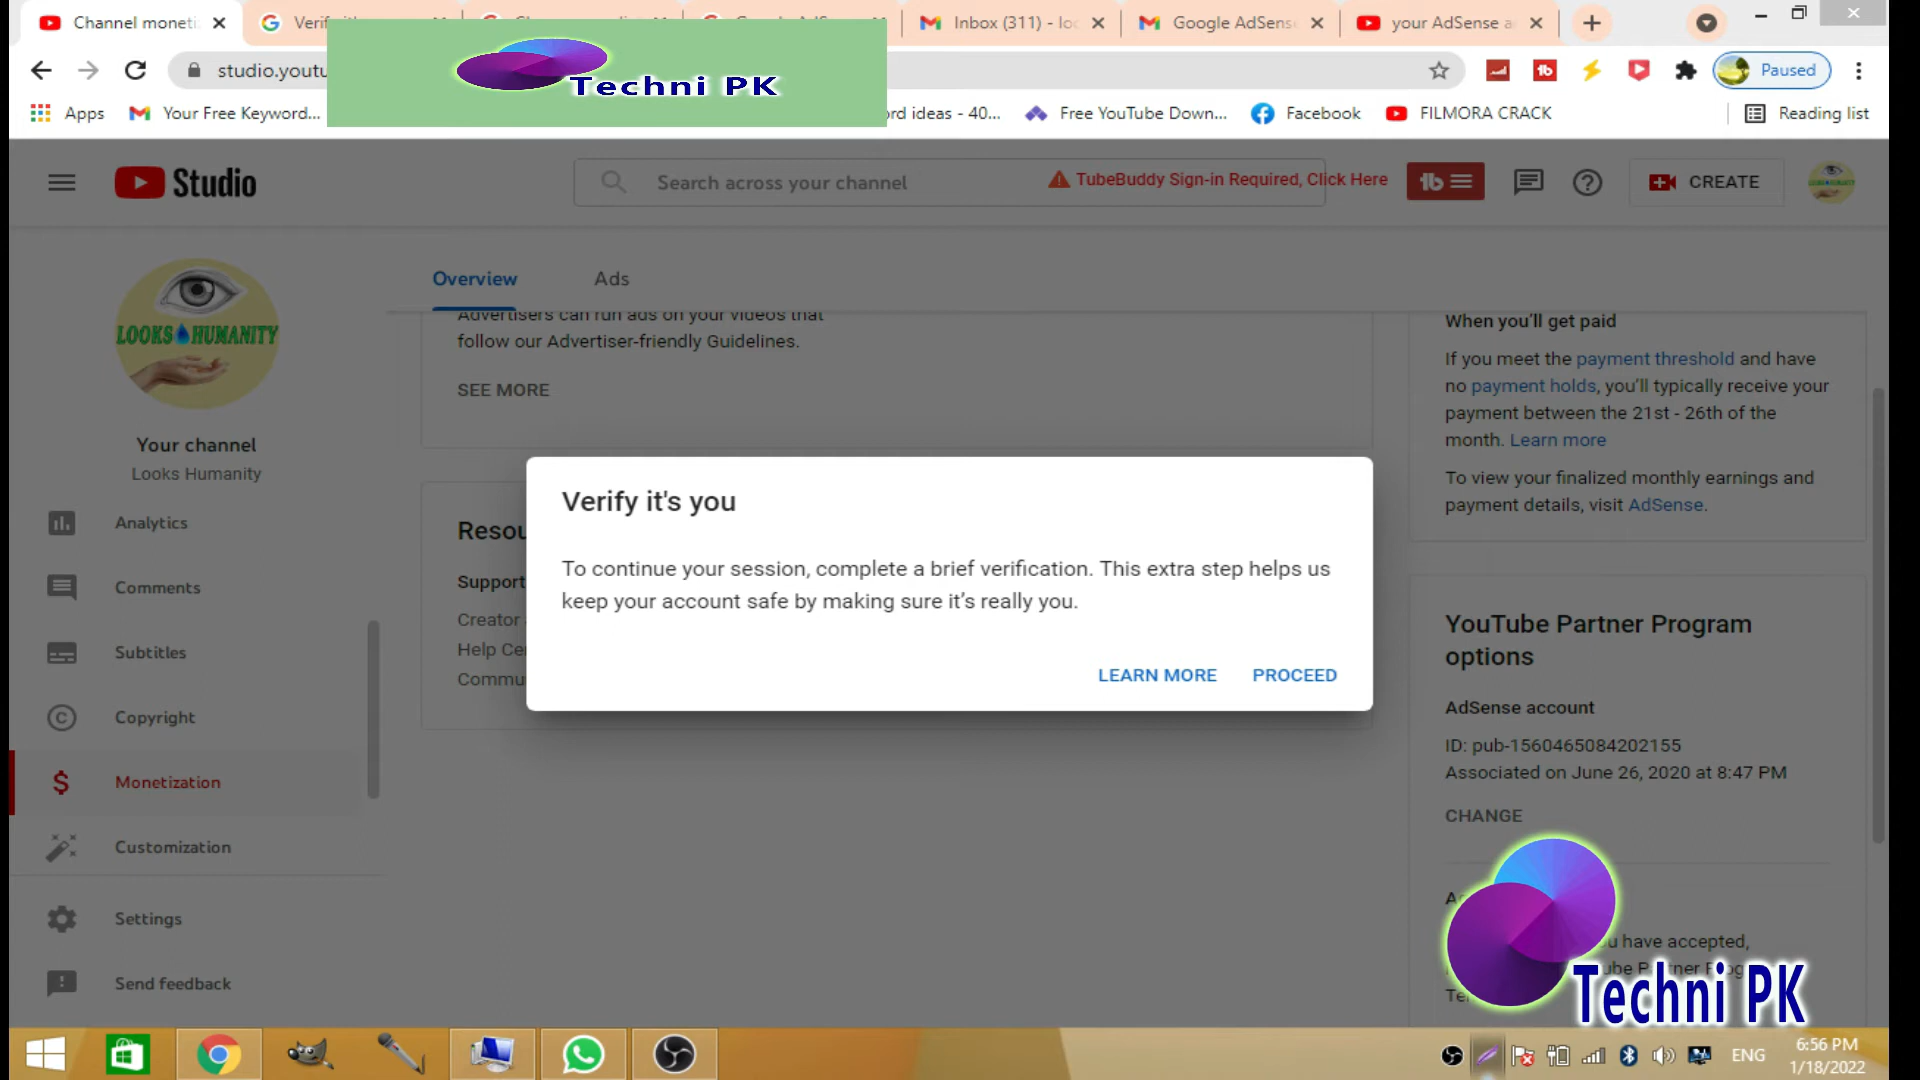 Channel moneti
Verif
Inbox (311) - lo
Google AdSens
your AdSense a
studio.youtu
Paused
Techni PK
Apps
Your Free Keyword...
ord ideas - 40...
Free YouTube Down...
Facebook
FILMORA CRACK
Reading list
Studio
Search across your channel
TubeBuddy Sign-in Required, Click Here
CREATE
LOOKS HUMANITY
Your channel
Looks Humanity
Analytics
Comments
Subtitles
Copyright
Monetization
Customization
Settings
Send feedback
Overview
Ads
Advertisers can run ads on your videos that
follow our Advertiser-friendly Guidelines.
SEE MORE
Resou
Support
Creator
Help Ce
Commu
Verify it's you
To continue your session, complete a brief verification. This extra step helps us
keep your account safe by making sure it’s really you.
LEARN MORE
PROCEED
When you’ll get paid
If you meet the payment threshold and have
no payment holds, you’ll typically receive your
payment between the 21st - 26th of the
month. Learn more
To view your finalized monthly earnings and
payment details, visit AdSense.
YouTube Partner Program
options
AdSense account
ID: pub-1560465084202155
Associated on June 26, 2020 at 8:47 PM
CHANGE
u have accepted,
Techni PK
ENG
6:56 PM
1/18/2022